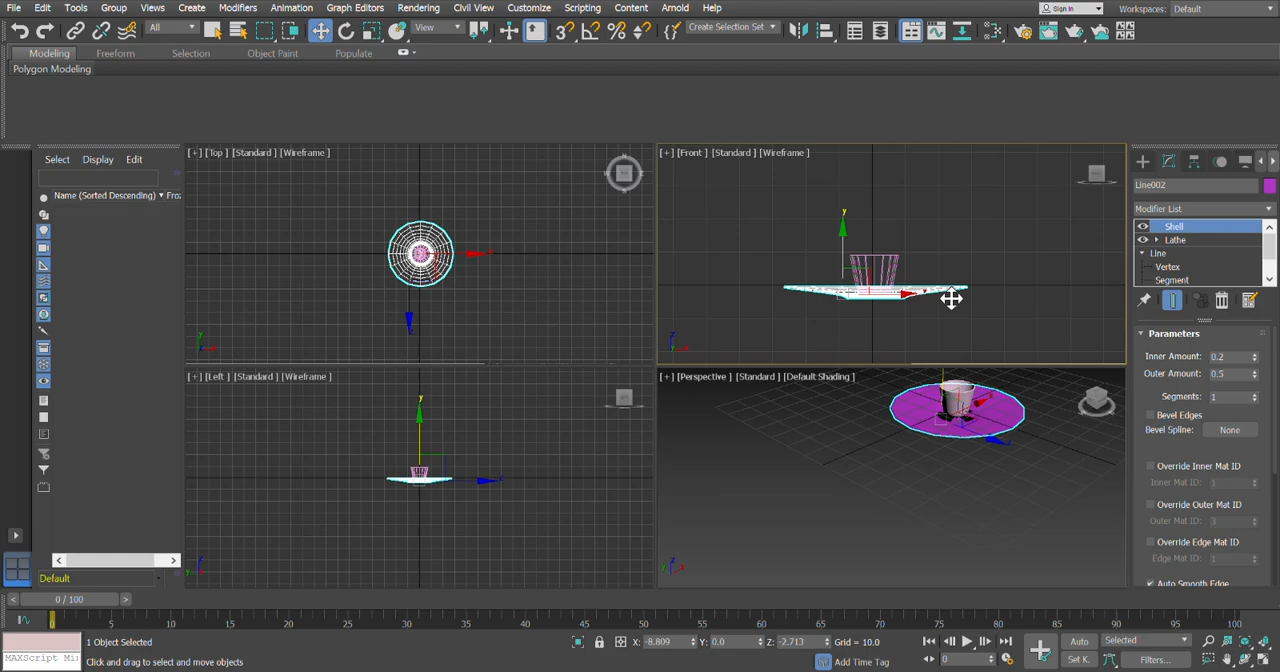 File Edit Tools Group Views Create Modifiers Animation Graph Editors Rendering Civil View Customize Scripting Content Arnold Help Sign In Workspaces: Default
All View Create Selection Set
Modeling Freeform Selection Object Paint Populate
Polygon Modeling
Select Display Edit
Name (Sorted Descending) Fro
[+] [Top ] [Standard ] [Wireframe ]
[+] [Front ] [Standard ] [Wireframe ]
Line002
Modifier List
Shell
Lathe
Line
Vertex
Segment
Parameters
Inner Amount: 0.2
Outer Amount: 0.5
Segments: 1
Bevel Edges
Bevel Spline: None
Override Inner Mat ID
Inner Mat ID: 1
Override Outer Mat ID
Outer Mat ID: 3
Override Edge Mat ID
Edge Mat ID: 1
Auto Smooth Edge
[+] [Left ] [Standard ] [Wireframe ]
[+] [Perspective ] [Standard ] [Default Shading ]
Default
0 / 100
0 5 10 15 20 25 30 35 40 45 50 55 60 65 70 75 80 85 90 95 100
1 Object Selected
X: -8.809 Y: 0.0 Z: -2.713 Grid = 10.0
Auto Selected
MAXScript Mi
Click and drag to select and move objects
Add Time Tag
0
Set K. Filters...